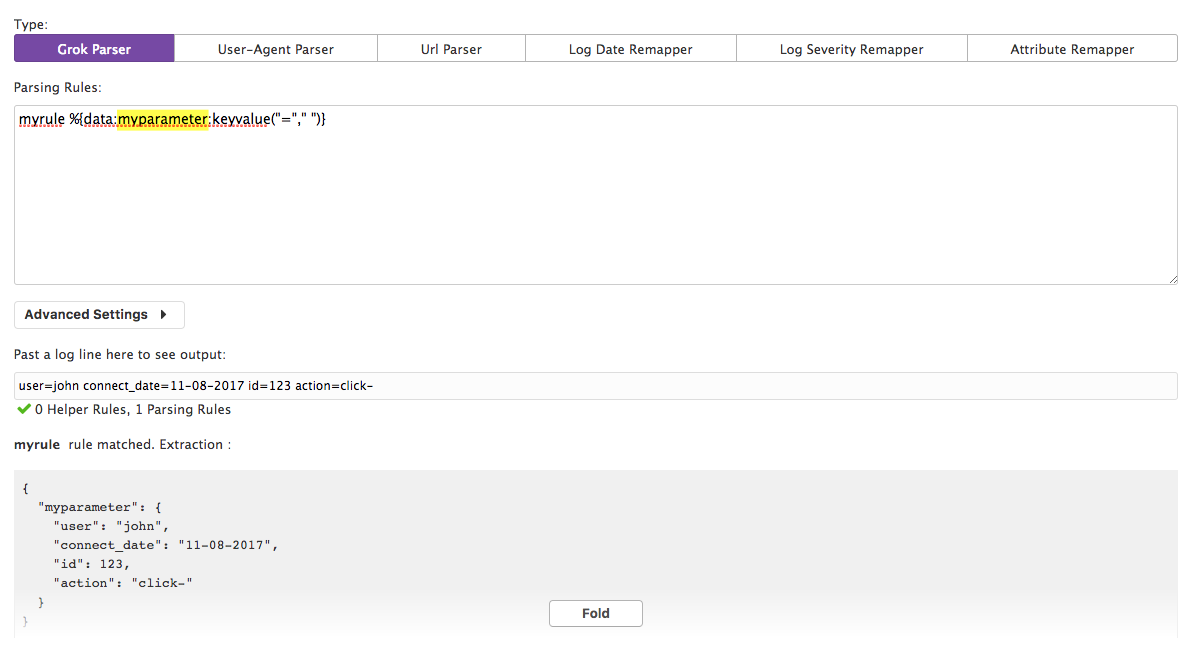 Type:
Grok Parser User-Agent Parser Url Parser Log Date Remapper Log Severity Remapper Attribute Remapper
Parsing Rules:
myrule %{data:myparameter:keyvalue("="," ")}
Advanced Settings
Past a log line here to see output:
user=john connect_date=11-08-2017 id=123 action=click-
0 Helper Rules, 1 Parsing Rules
myrule rule matched. Extraction :
{
"myparameter": {
"user": "john",
"connect_date": "11-08-2017",
"id": 123,
"action": "click-"
}
Fold
}